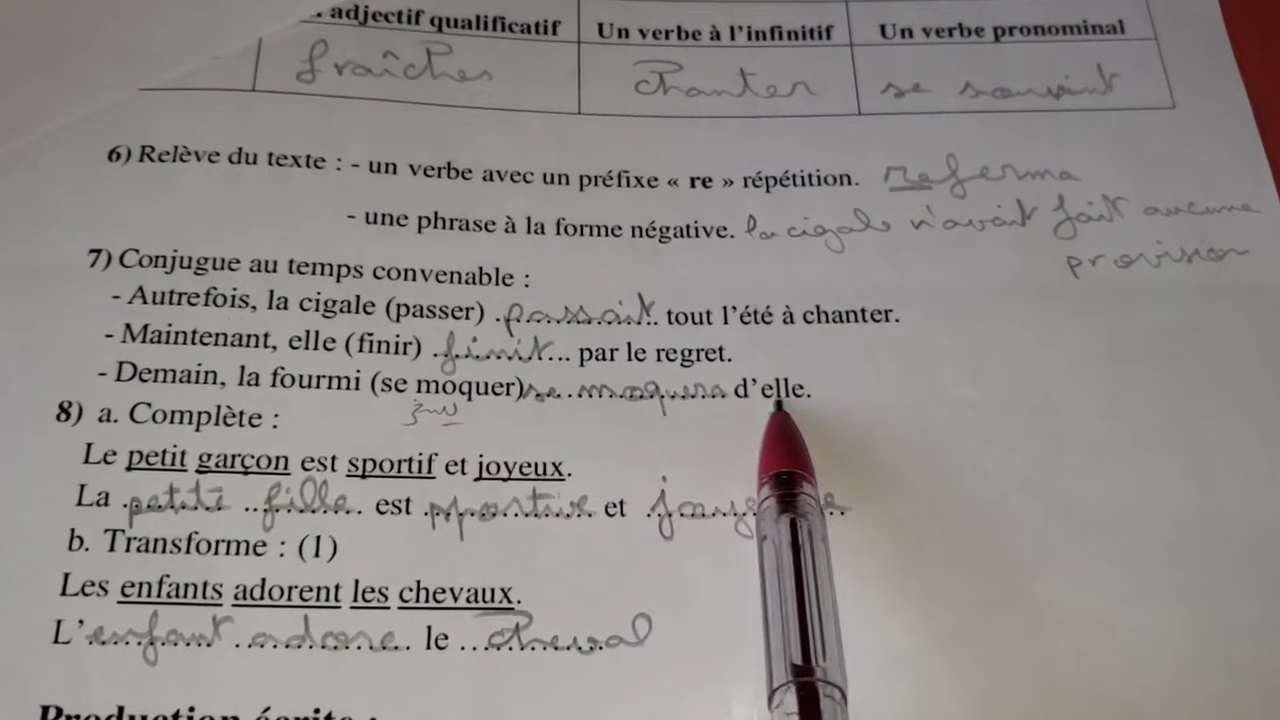 adjectif qualificatif Un verbe à l'infinitif Un verbe pronominal
fraîches chanter se souvint
6) Relève du texte : - un verbe avec un préfixe « re » répétition. referma
- une phrase à la forme négative. la cigale n'avait fait aucune
provision
7) Conjugue au temps convenable :
- Autrefois, la cigale (passer) passait tout l'été à chanter.
- Maintenant, elle (finir) finit par le regret.
- Demain, la fourmi (se moquer) se moquera d'elle.
8) a. Complète :
Le petit garçon est sportif et joyeux.
La petite fille est sportive et
b. Transforme : (1)
Les enfants adorent les chevaux.
L'enfant adore le cheval
Production écrite :